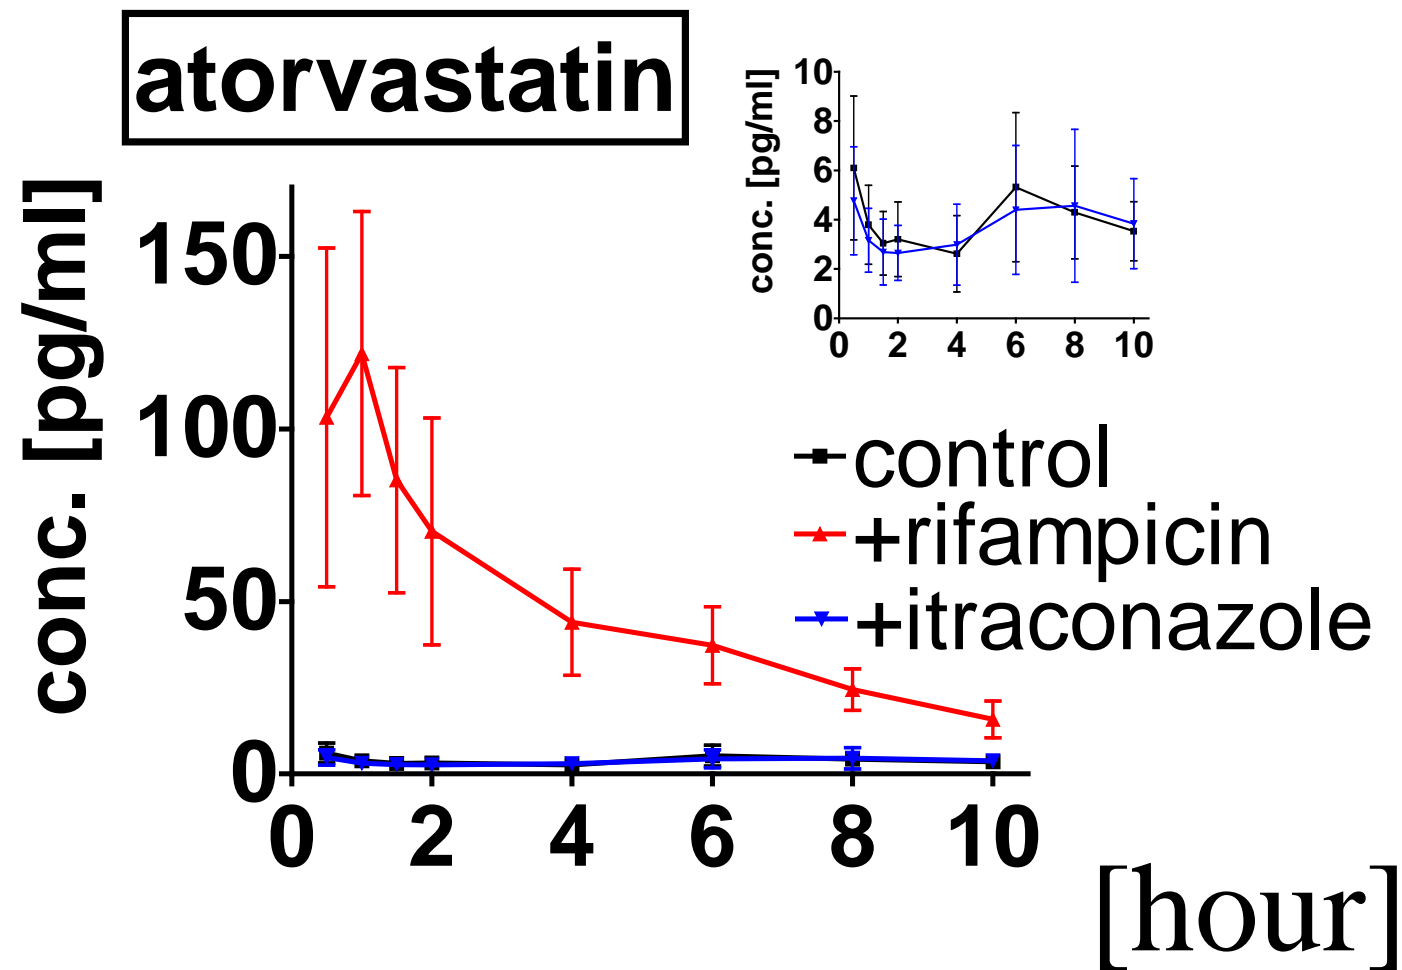 atorvastatin
conc. [pg/ml]
150
100
50
0
0 2 4 6 8 10
[hour]
conc. [pg/ml]
10
8
6
4
2
0
0 2 4 6 8 10
control
+rifampicin
+itraconazole